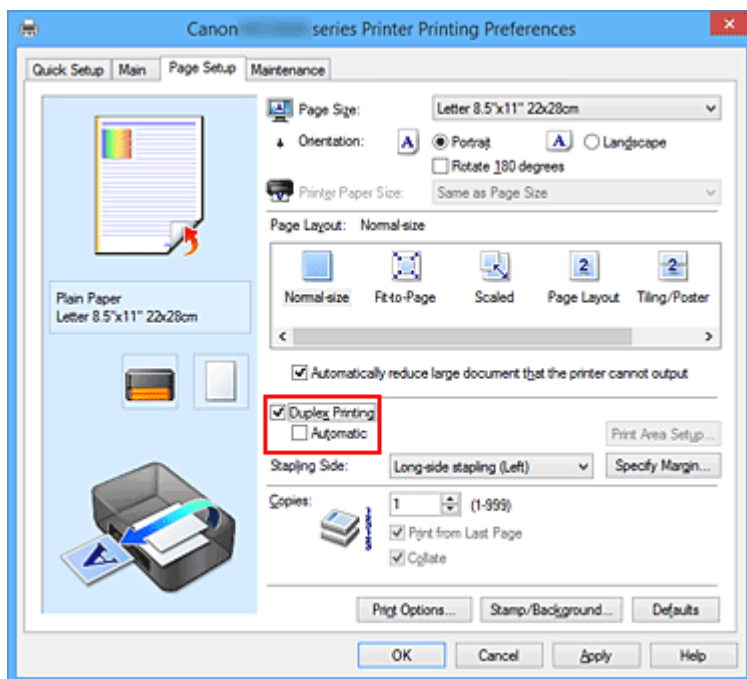 Canon series Printer Printing Preferences
Quick Setup Main Page Setup Maintenance
Page Size: Letter 8.5"x11" 22x28cm
Orientation: A Portrait A Landscape
Rotate 180 degrees
Printer Paper Size: Same as Page Size
Page Layout: Normal-size
2 2
Normal-size Fit-to-Page Scaled Page Layout Tiling/Poster
Plain Paper
Letter 8.5"x11" 22x28cm
Automatically reduce large document that the printer cannot output
Duplex Printing
Automatic
Print Area Setup...
Stapling Side: Long-side stapling (Left) Specify Margin...
Copies: 1 (1-999)
Print from Last Page
Collate
A
Print Options... Stamp/Background... Defaults
OK Cancel Apply Help